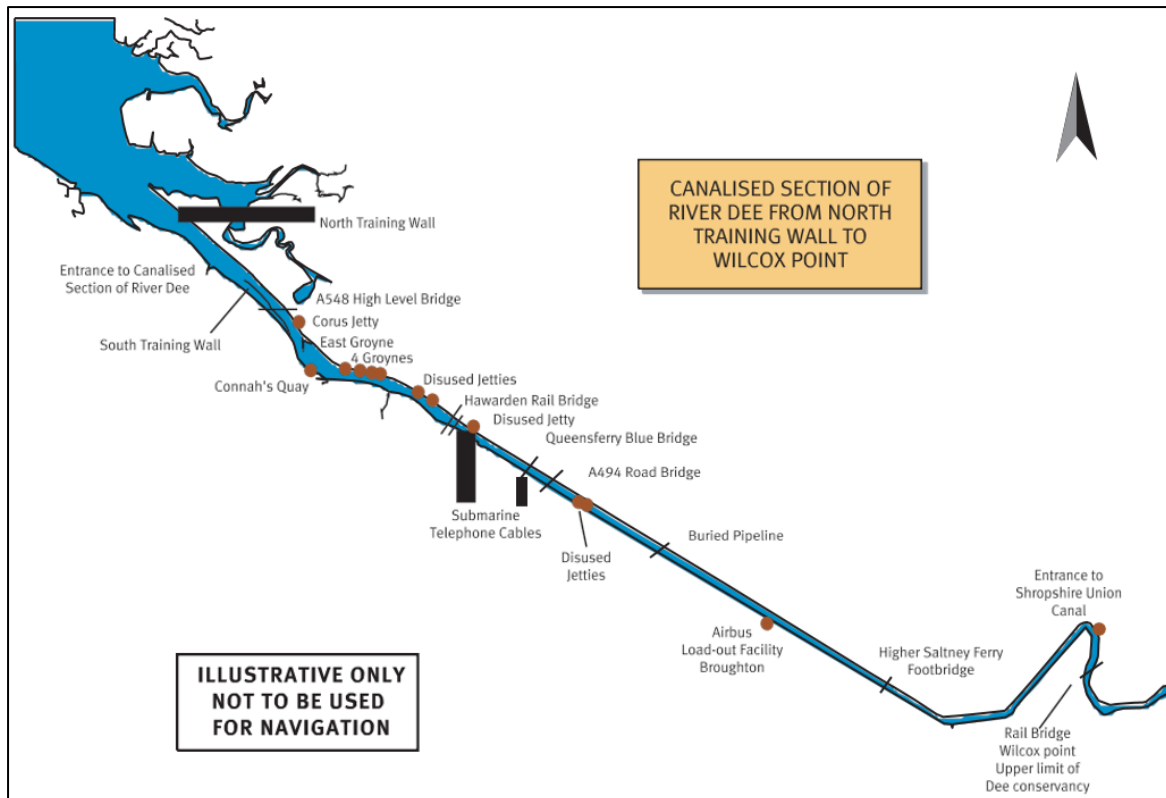 CANALISED SECTION OF
RIVER DEE FROM NORTH
TRAINING WALL TO
WILCOX POINT
North Training Wall
Entrance to Canalised
Section of River Dee
A548 High Level Bridge
Corus Jetty
South Training Wall
East Groyne
4 Groynes
Connah's Quay
Disused Jetties
Hawarden Rail Bridge
Disused Jetty
Queensferry Blue Bridge
A494 Road Bridge
Submarine
Telephone Cables
Disused
Jetties
Buried Pipeline
Entrance to
Shropshire Union
Canal
Airbus
Load-out Facility
Broughton
Higher Saltney Ferry
Footbridge
Rail Bridge
Wilcox point
Upper limit of
Dee conservancy
ILLUSTRATIVE ONLY
NOT TO BE USED
FOR NAVIGATION